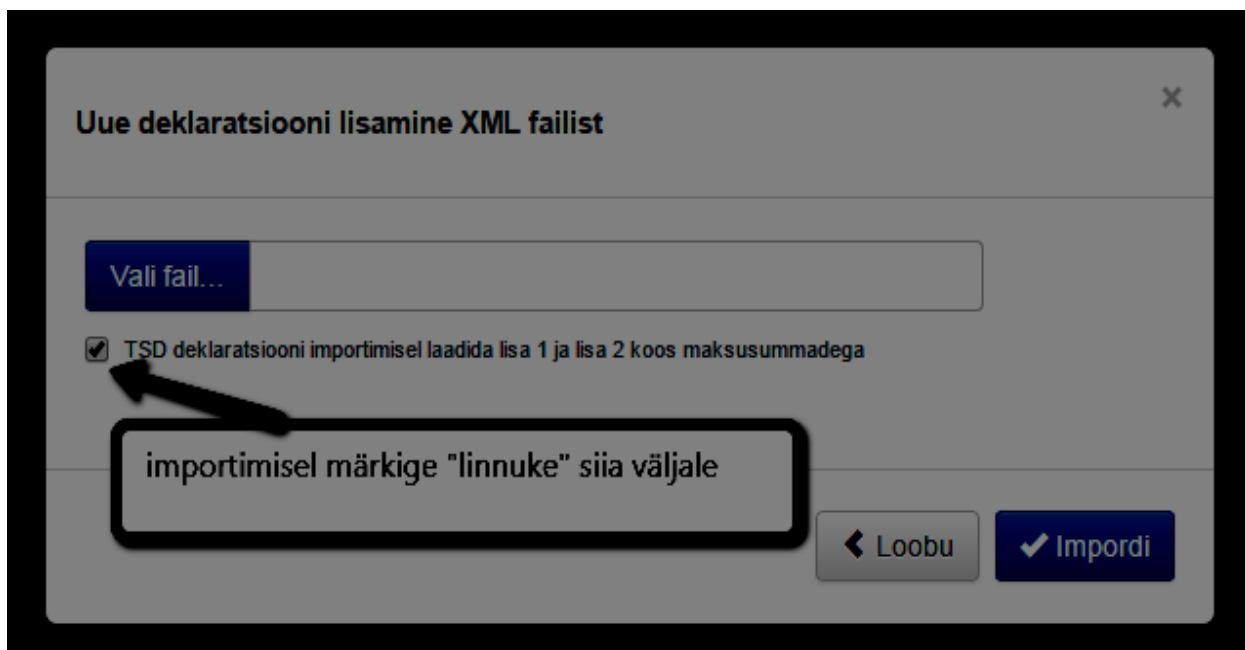 Uue deklaratsiooni lisamine XML failist
×
Vali fail...
TSD deklaratsiooni importimisel laadida lisa 1 ja lisa 2 koos maksusummadega
importimisel märkige "linnuke" siia väljale
Loobu
Impordi